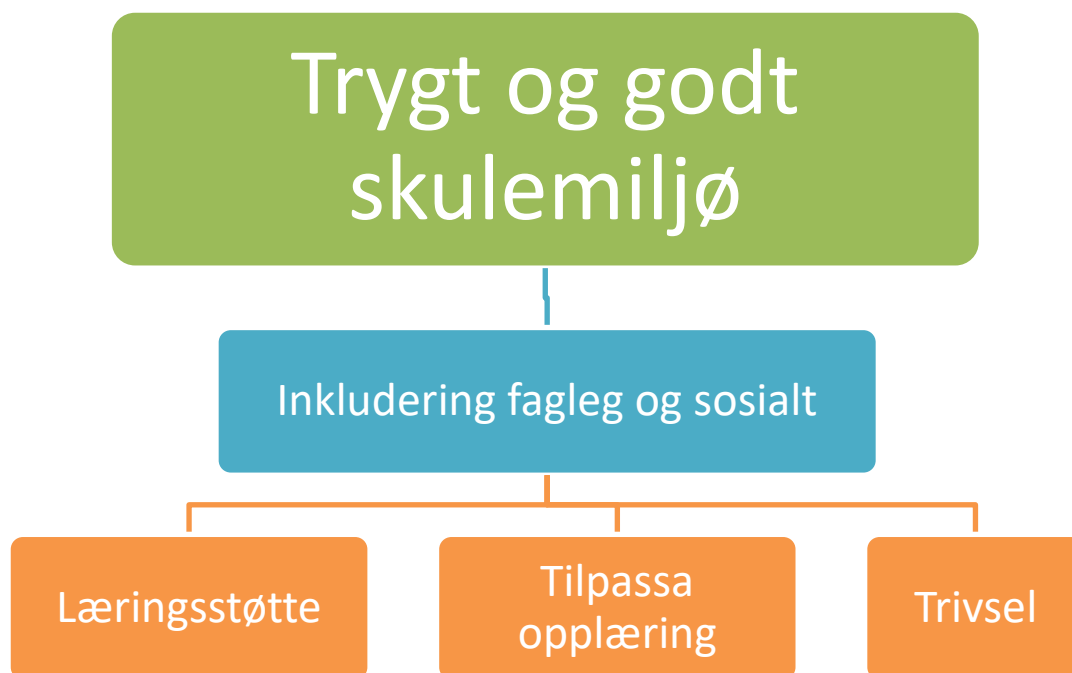 Trygt og godt
skulemiljø
Inkludering fagleg og sosialt
Læringsstøtte
Tilpassa
opplæring
Trivsel